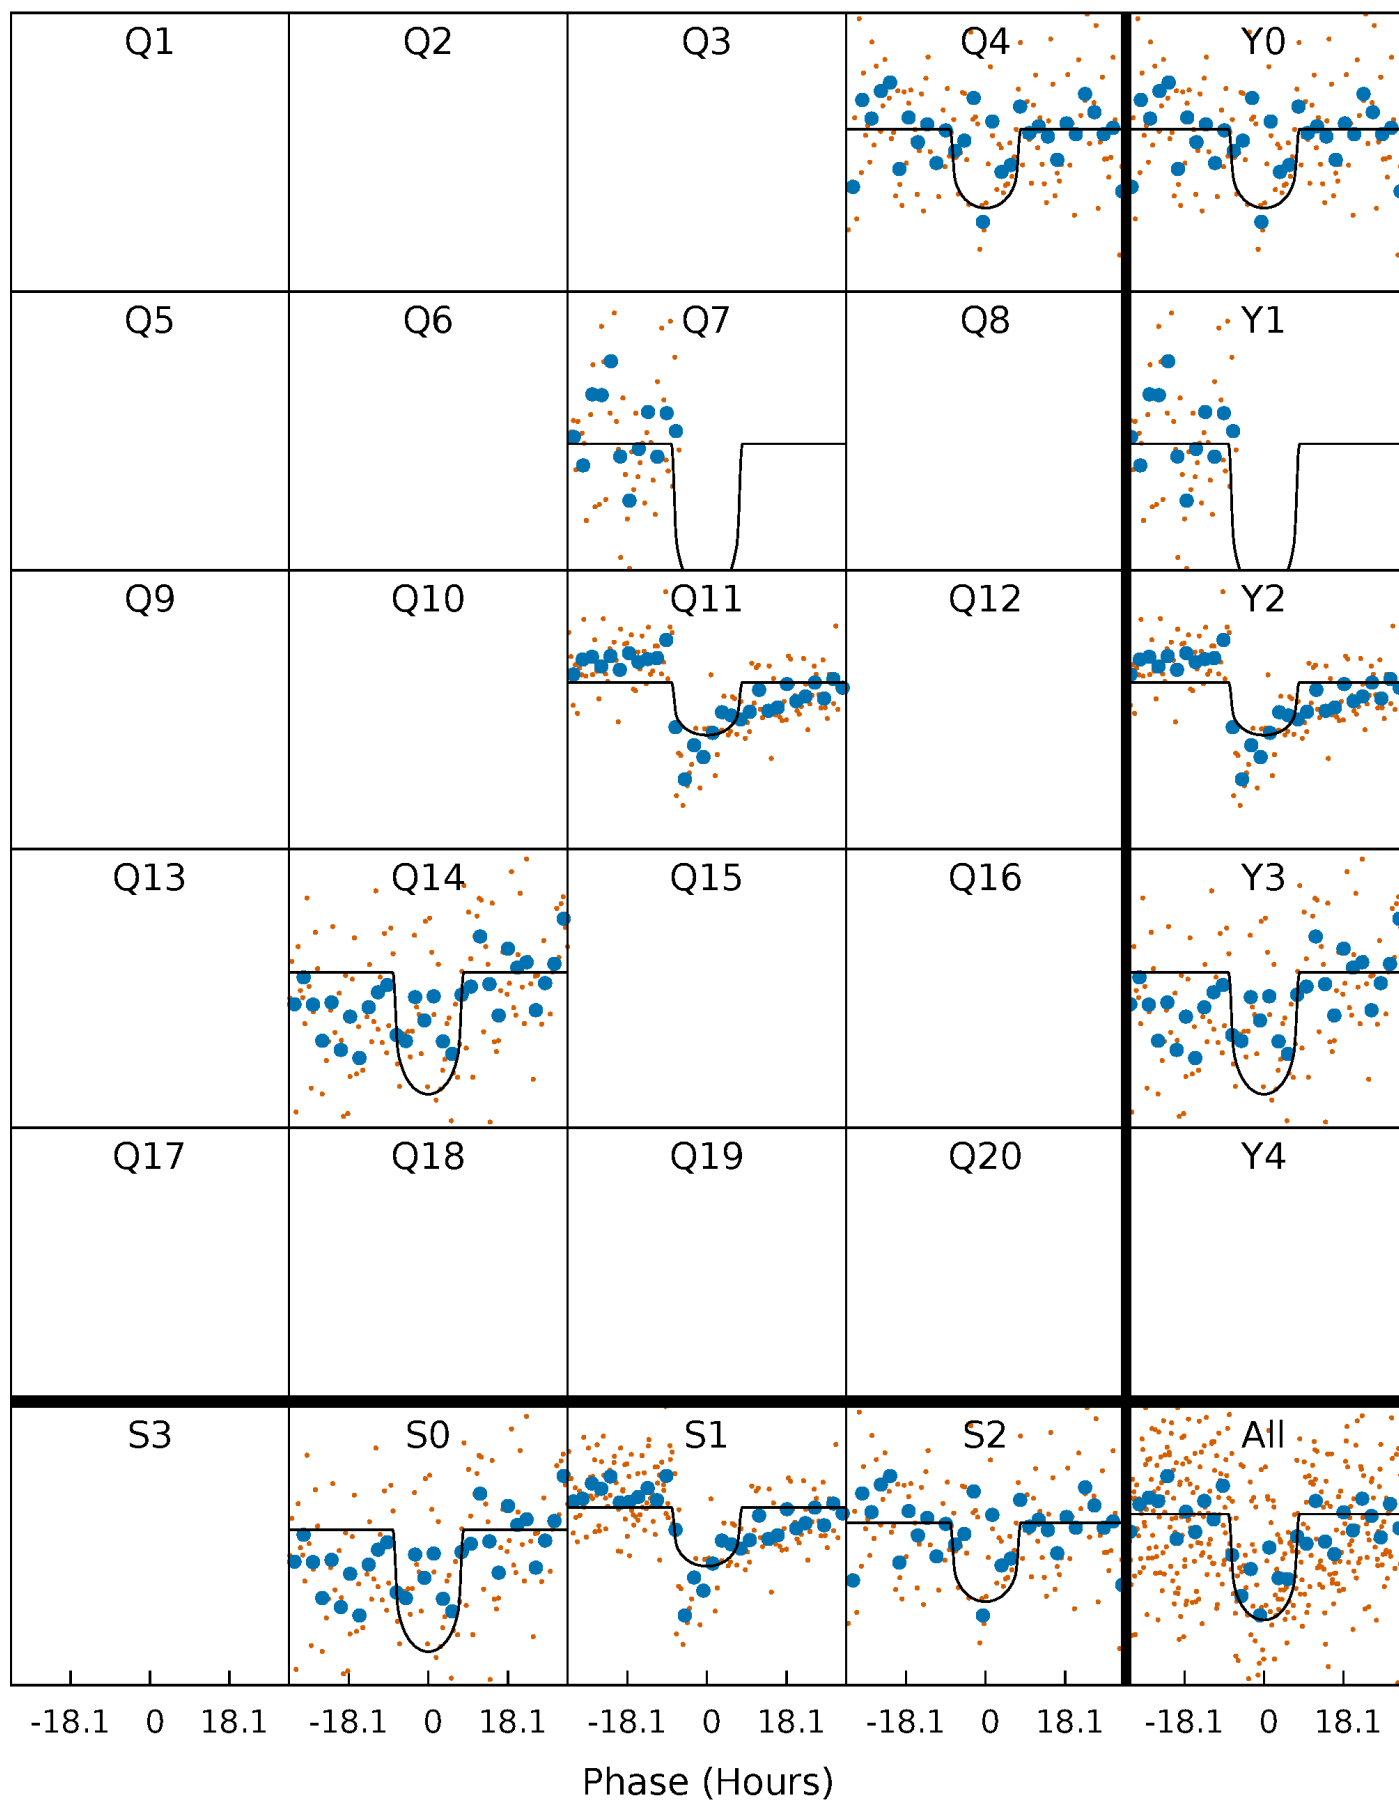 Q1 Q2 Q3 Q4 Y0
Q5 Q6 Q7 Q8 Y1
Q9 Q10 Q11 Q12 Y2
Q13 Q14 Q15 Q16 Y3
Q17 Q18 Q19 Q20 Y4
S3 S0 S1 S2 All
-18.1 0 18.1 -18.1 0 18.1 -18.1 0 18.1 -18.1 0 18.1 -18.1 0 18.1
Phase (Hours)